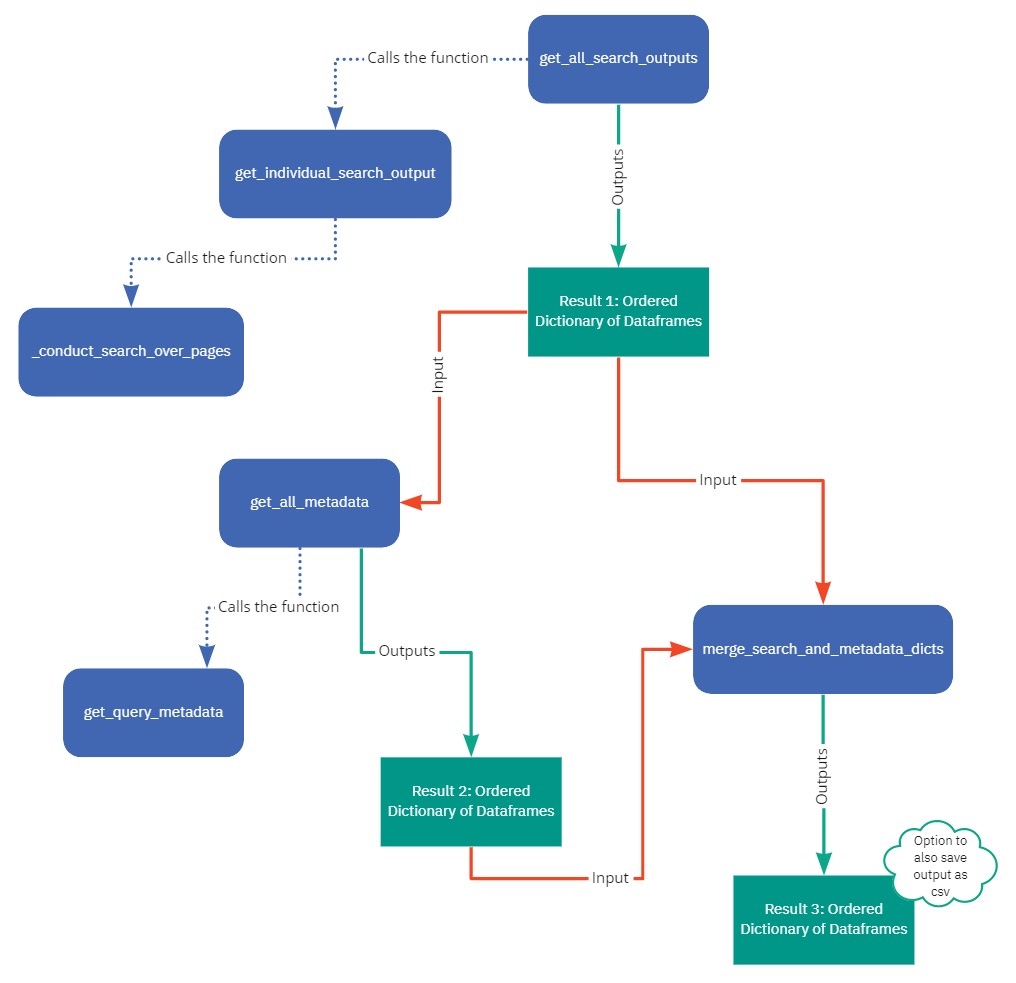 get_all_search_outputs
Calls the function
get_individual_search_output
Outputs
Calls the function
Result 1: Ordered
Dictionary of Dataframes
_conduct_search_over_pages
Input
Input
get_all_metadata
Calls the function
Outputs
merge_search_and_metadata_dicts
get_query_metadata
Outputs
Result 2: Ordered
Dictionary of Dataframes
Input
Option to
also save
output as
csv
Result 3: Ordered
Dictionary of Dataframes